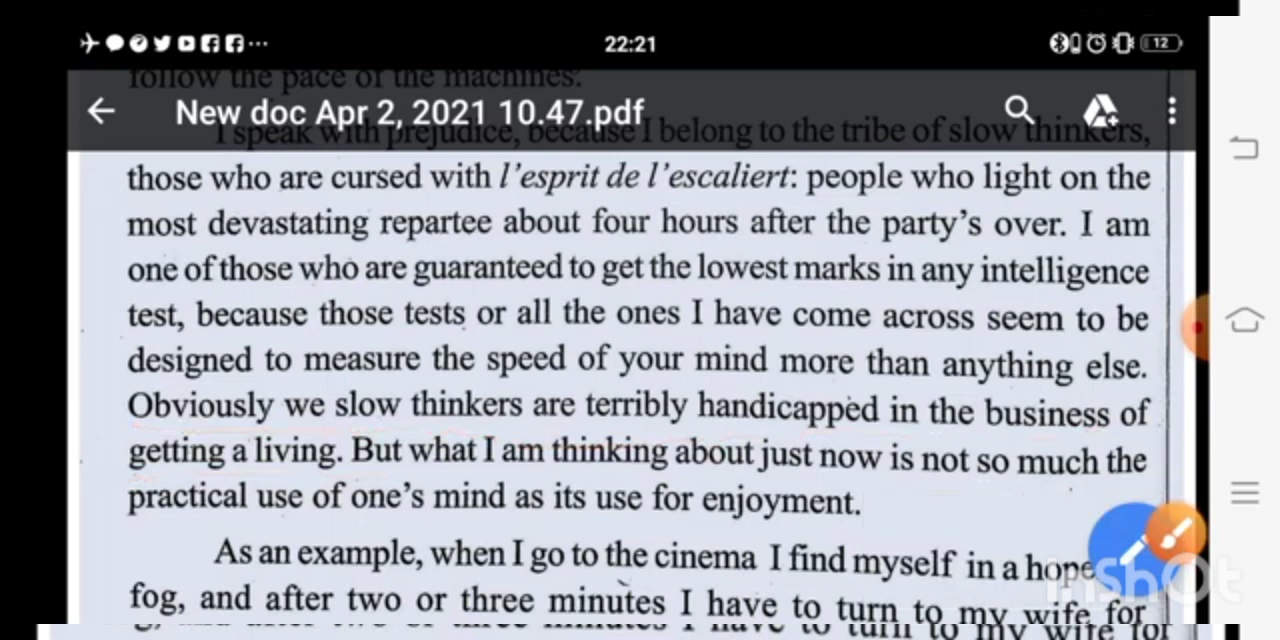 22:21
12
follow the pace of the machines.
New doc Apr 2, 2021 10.47.pdf
I speak with prejudice, because I belong to the tribe of slow thinkers,
those who are cursed with l'esprit de l'escaliert: people who light on the
most devastating repartee about four hours after the party's over. I am
one of those who are guaranteed to get the lowest marks in any intelligence
test, because those tests or all the ones I have come across seem to be
designed to measure the speed of your mind more than anything else.
Obviously we slow thinkers are terribly handicapped in the business of
getting a living. But what I am thinking about just now is not so much the
practical use of one's mind as its use for enjoyment.
As an example, when I go to the cinema I find myself in a hope
fog, and after two or three minutes I have to turn to my wife for
InShOt